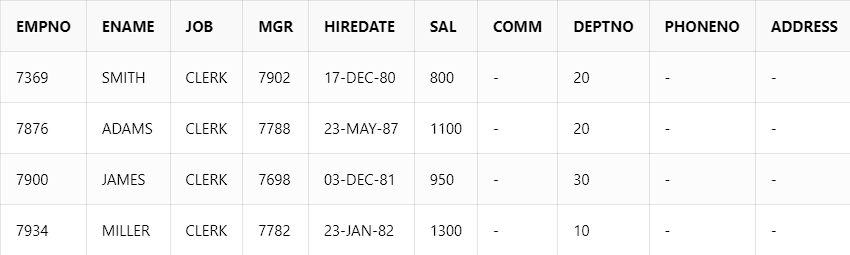 EMPNO ENAME JOB MGR HIREDATE SAL COMM DEPTNO PHONENO ADDRESS
7369 SMITH CLERK 7902 17-DEC-80 800 - 20 - -
7876 ADAMS CLERK 7788 23-MAY-87 1100 - 20 - -
7900 JAMES CLERK 7698 03-DEC-81 950 - 30 - -
7934 MILLER CLERK 7782 23-JAN-82 1300 - 10 - -